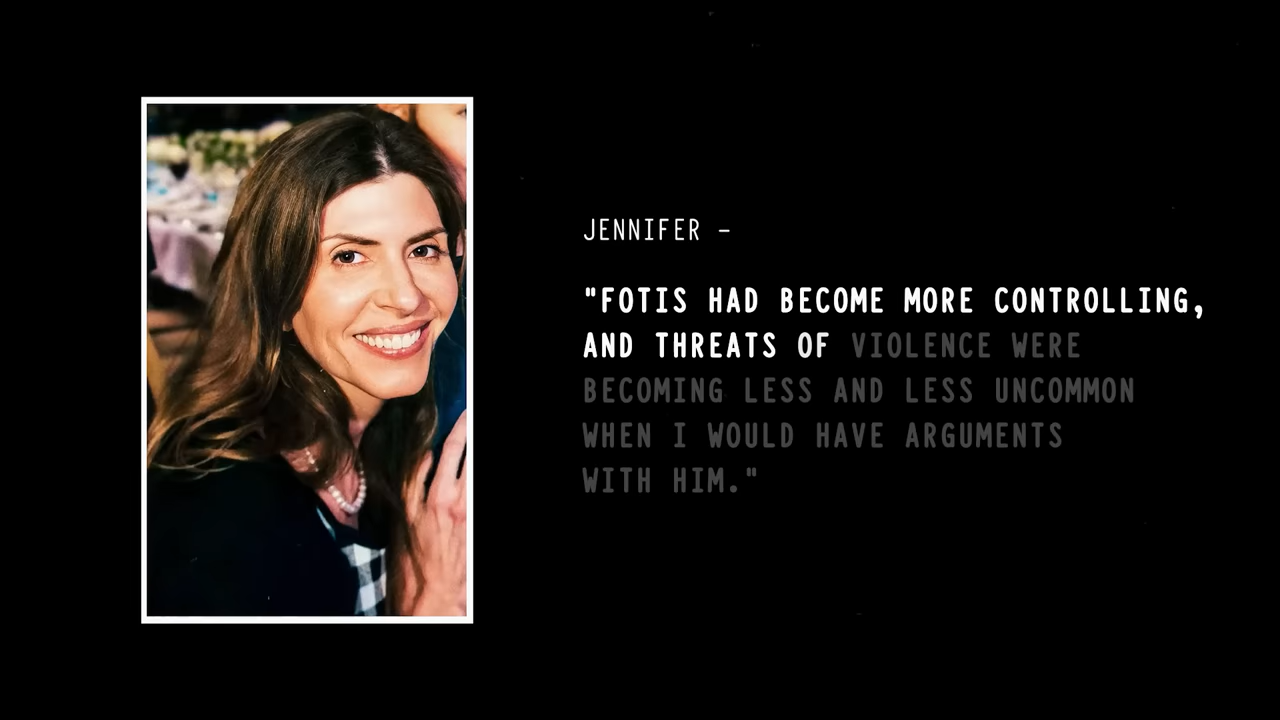 JENNIFER –
"FOTIS HAD BECOME MORE CONTROLLING,
AND THREATS OF VIOLENCE WERE
BECOMING LESS AND LESS UNCOMMON
WHEN I WOULD HAVE ARGUMENTS
WITH HIM."